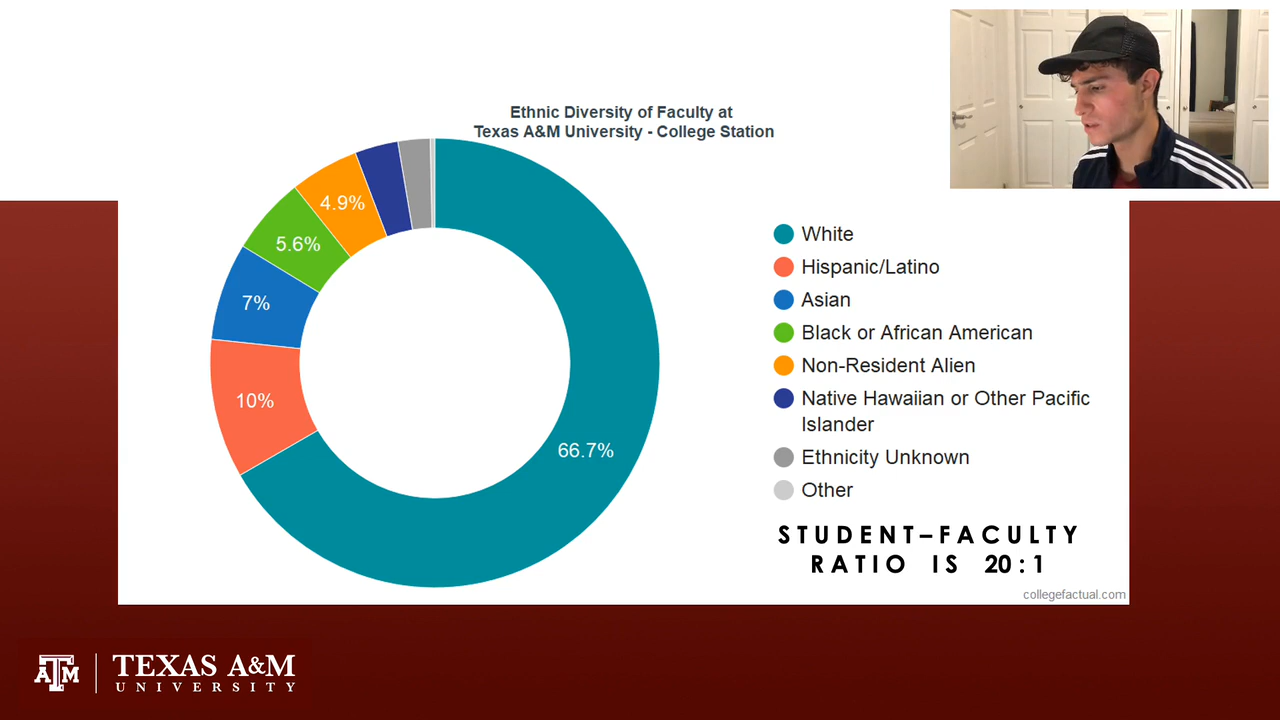 Ethnic Diversity of Faculty at
Texas A&M University - College Station
4.9%
5.6%
7%
10%
66.7%
White
Hispanic/Latino
Asian
Black or African American
Non-Resident Alien
Native Hawaiian or Other Pacific
Islander
Ethnicity Unknown
Other
STUDENT–FACULTY
RATIO IS 20:1
collegefactual.com
ATM
TEXAS A&M
UNIVERSITY